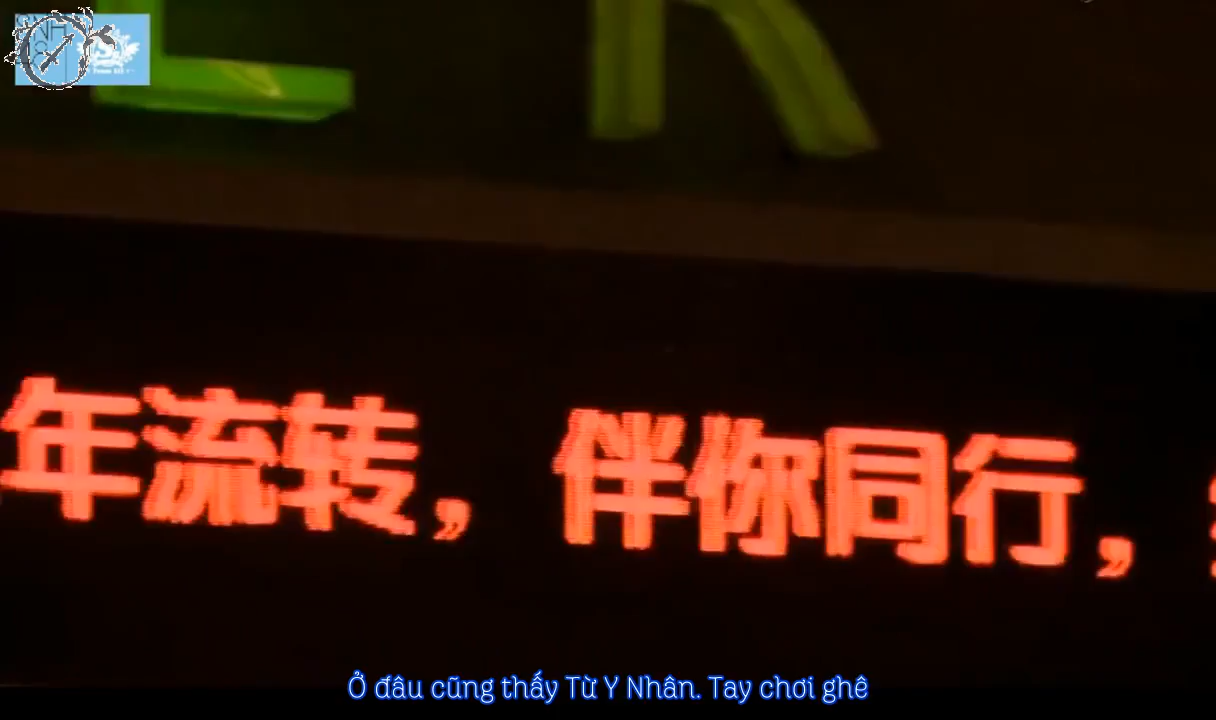 年流转，伴你同行，
Ở đâu cũng thấy Từ Y Nhân. Tay chơi ghê